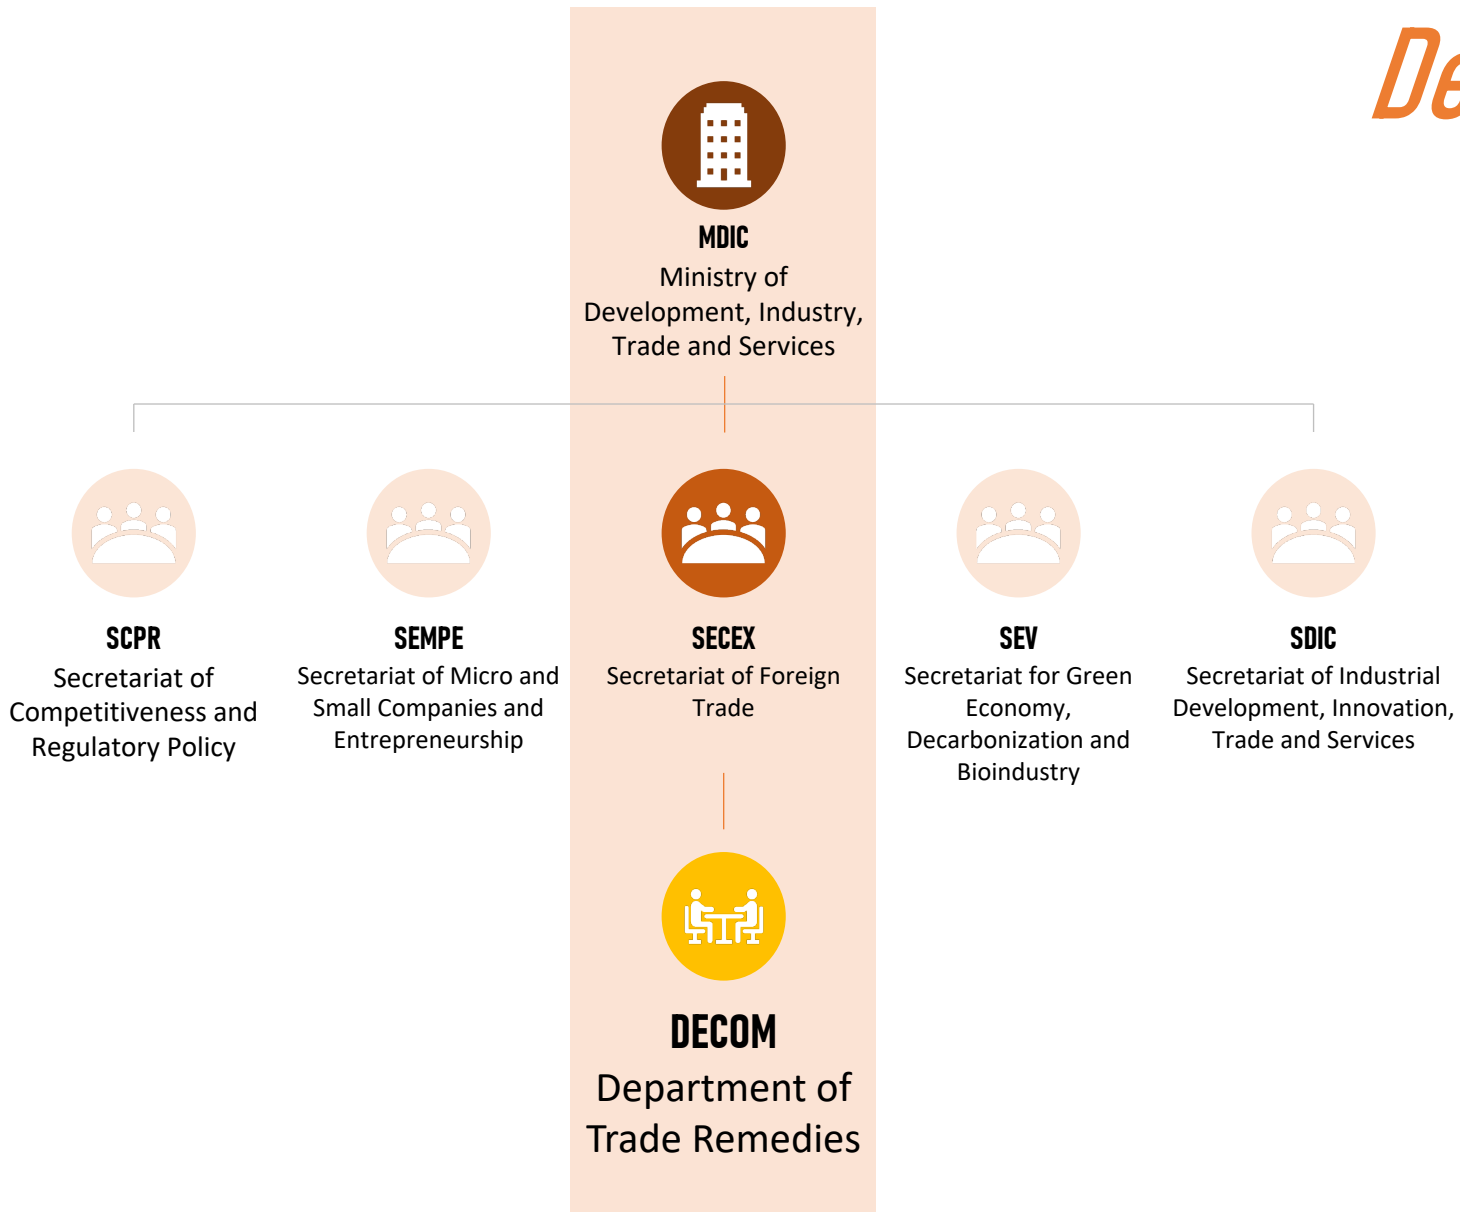 De
MDIC
Ministry of
Development, Industry,
Trade and Services
SCPR
Secretariat of
Competitiveness and
Regulatory Policy
SEMPE
Secretariat of Micro and
Small Companies and
Entrepreneurship
SECEX
Secretariat of Foreign
Trade
SEV
Secretariat for Green
Economy,
Decarbonization and
Bioindustry
SDIC
Secretariat of Industrial
Development, Innovation,
Trade and Services
DECOM
Department of
Trade Remedies